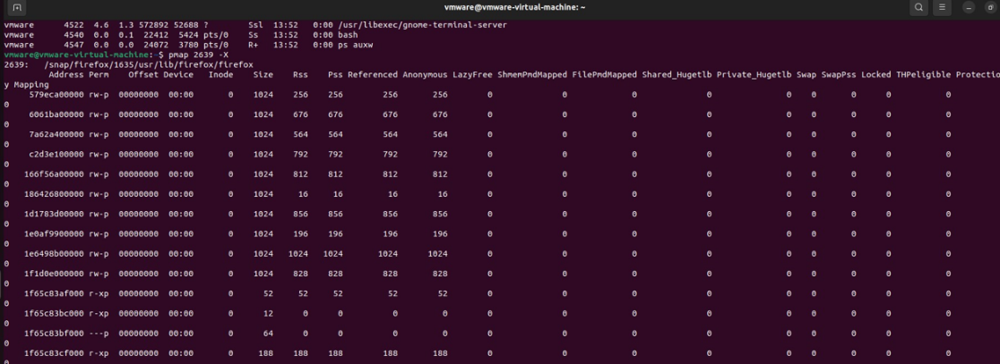 vmware@vmware-virtual-machine: ~
vmware 4522 4.6 1.3 572892 52688 ? Ssl 13:52 0:00 /usr/libexec/gnome-terminal-server
vmware 4540 0.0 0.1 22412 5424 pts/0 Ss 13:52 0:00 bash
vmware 4547 0.0 0.0 24072 3780 pts/0 R+ 13:52 0:00 ps auxw
vmware@vmware-virtual-machine:~$ pmap 2639 -X
2639: /snap/firefox/1635/usr/lib/firefox/firefox
Address Perm Offset Device Inode Size Rss Pss Referenced Anonymous LazyFree ShmemPmdMapped FilePmdMapped Shared_Hugetlb Private_Hugetlb Swap SwapPss Locked THPeligible Protectio
y Mapping
579eca00000 rw-p 00000000 00:00 0 1024 256 256 256 256 0 0 0 0 0 0 0 0 0
0
6061ba00000 rw-p 00000000 00:00 0 1024 676 676 676 676 0 0 0 0 0 0 0 0 0
0
7a62a400000 rw-p 00000000 00:00 0 1024 564 564 564 564 0 0 0 0 0 0 0 0 0
0
c2d3e100000 rw-p 00000000 00:00 0 1024 792 792 792 792 0 0 0 0 0 0 0 0 0
0
166f56a00000 rw-p 00000000 00:00 0 1024 812 812 812 812 0 0 0 0 0 0 0 0 0
0
186426800000 rw-p 00000000 00:00 0 1024 16 16 16 16 0 0 0 0 0 0 0 0 0
0
1d1783d00000 rw-p 00000000 00:00 0 1024 856 856 856 856 0 0 0 0 0 0 0 0 0
0
1e0af9900000 rw-p 00000000 00:00 0 1024 196 196 196 196 0 0 0 0 0 0 0 0 0
0
1e6498b00000 rw-p 00000000 00:00 0 1024 1024 1024 1024 1024 0 0 0 0 0 0 0 0 0
0
1f1d0e000000 rw-p 00000000 00:00 0 1024 828 828 828 828 0 0 0 0 0 0 0 0 0
0
1f65c83af000 r-xp 00000000 00:00 0 52 52 52 52 52 0 0 0 0 0 0 0 0 0
0
1f65c83bc000 r-xp 00000000 00:00 0 12 0 0 0 0 0 0 0 0 0 0 0 0 0
0
1f65c83bf000 ---p 00000000 00:00 0 64 0 0 0 0 0 0 0 0 0 0 0 0 0
0
1f65c83cf000 r-xp 00000000 00:00 0 188 188 188 188 188 0 0 0 0 0 0 0 0 0
0